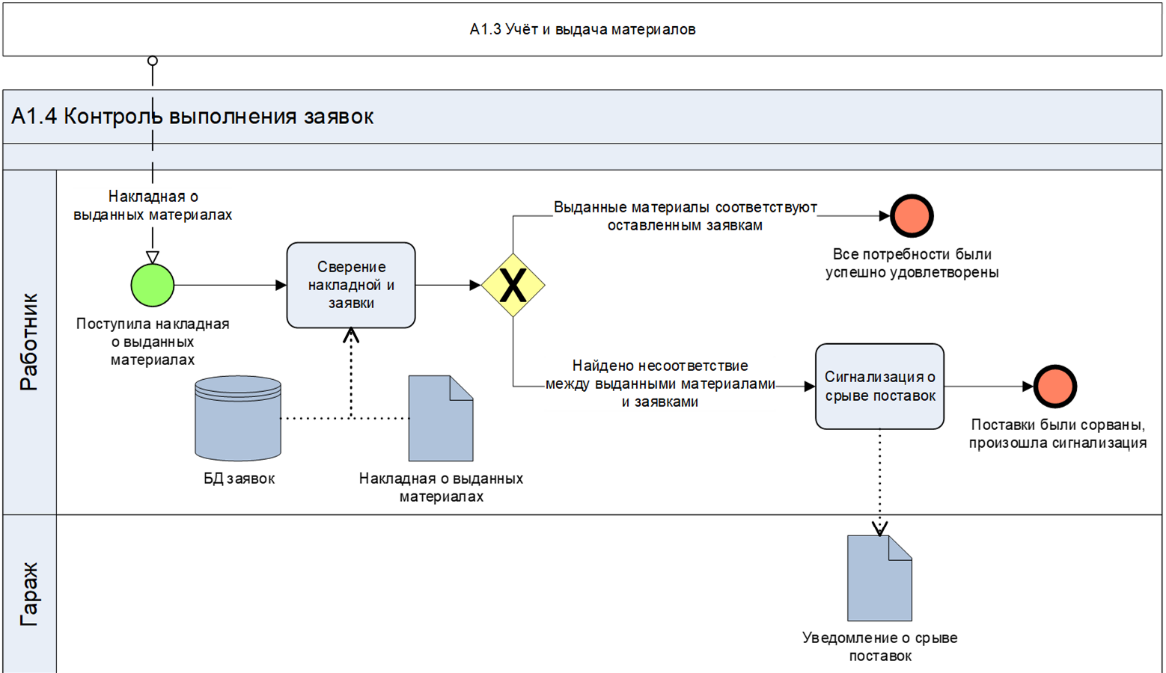 А1.3 Учёт и выдача материалов
А1.4 Контроль выполнения заявок
Работник
Накладная о
выданных материалах
Поступила накладная
о выданных
материалах
Сверение
накладной и
заявки
БД заявок
Накладная о выданных
материалах
X
Выданные материалы соответствуют
оставленным заявкам
Все потребности были
успешно удовлетворены
Найдено несоответствие
между выданными материалами
и заявками
Сигнализация о
срыве поставок
Поставки были сорваны,
произошла сигнализация
Гараж
Уведомление о срыве
поставок